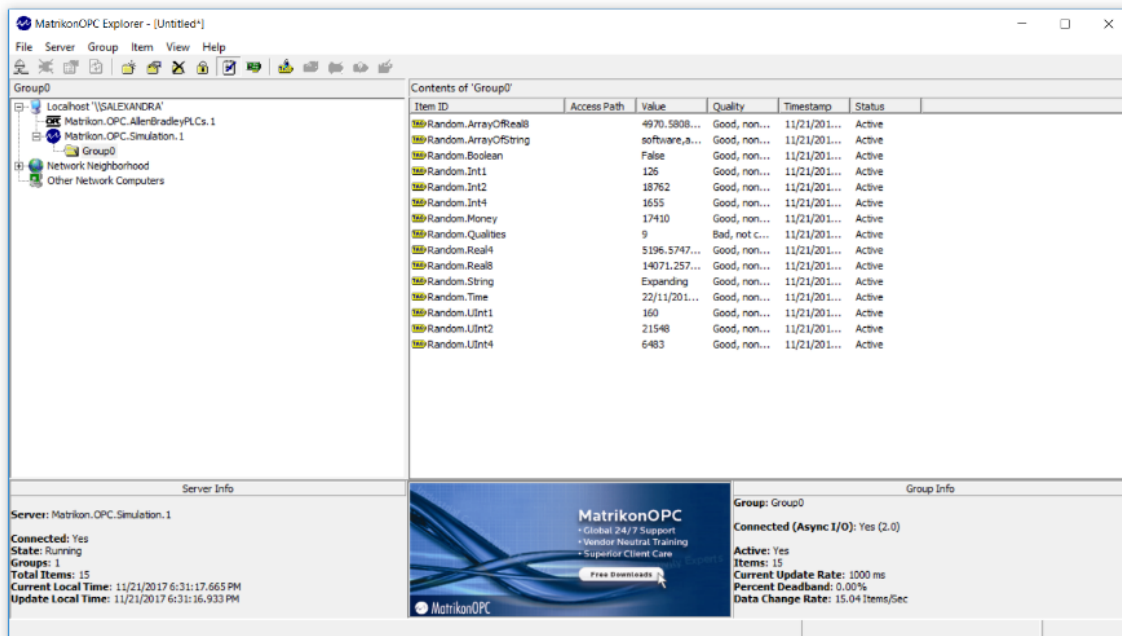 MatrikonOPC Explorer - [Untitled*]
File Server Group Item View Help
Group0
Contents of 'Group0'
Localhost '\\SALEXANDRA'
Matrikon.OPC.AllenBradleyPLCs.1
Matrikon.OPC.Simulation.1
Group0
Network Neighborhood
Other Network Computers
Item ID Access Path Value Quality Timestamp Status
Random.ArrayOfReal8 4970.5808... Good, non... 11/21/201... Active
Random.ArrayOfString software,a... Good, non... 11/21/201... Active
Random.Boolean False Good, non... 11/21/201... Active
Random.Int1 126 Good, non... 11/21/201... Active
Random.Int2 18762 Good, non... 11/21/201... Active
Random.Int4 1655 Good, non... 11/21/201... Active
Random.Money 17410 Good, non... 11/21/201... Active
Random.Qualities 9 Bad, not c... 11/21/201... Active
Random.Real4 5196.5747... Good, non... 11/21/201... Active
Random.Real8 14071.257... Good, non... 11/21/201... Active
Random.String Expanding Good, non... 11/21/201... Active
Random.Time 22/11/201... Good, non... 11/21/201... Active
Random.UInt1 160 Good, non... 11/21/201... Active
Random.UInt2 21548 Good, non... 11/21/201... Active
Random.UInt4 6483 Good, non... 11/21/201... Active
Server Info
Server: Matrikon.OPC.Simulation.1
Connected: Yes
State: Running
Groups: 1
Total Items: 15
Current Local Time: 11/21/2017 6:31:17.665 PM
Update Local Time: 11/21/2017 6:31:16.933 PM
MatrikonOPC
• Global 24/7 Support
• Vendor Neutral Training
• Superior Client Care
Free Downloads
MatrikonOPC
Group Info
Group: Group0
Connected (Async I/O): Yes (2.0)
Active: Yes
Items: 15
Current Update Rate: 1000 ms
Percent Deadband: 0.00%
Data Change Rate: 15.04 Items/Sec